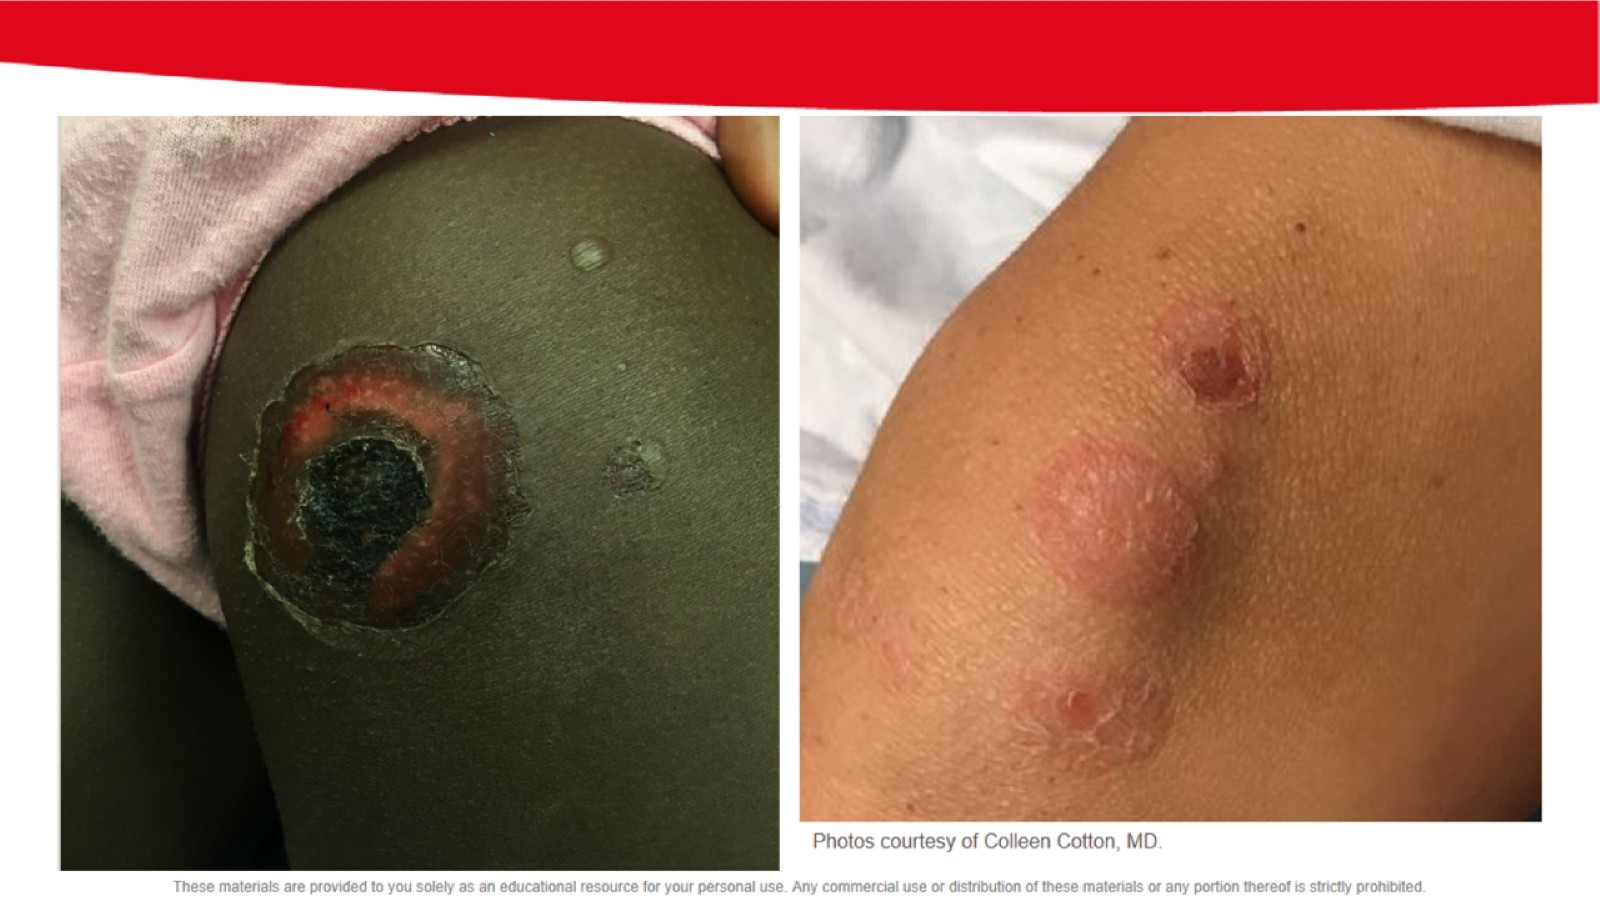 Photos courtesy of Colleen Cotton, MD.
These materials are provided to you solely as an educational resource for your personal use. Any commercial use or distribution of these materials or any portion thereof is strictly prohibited.